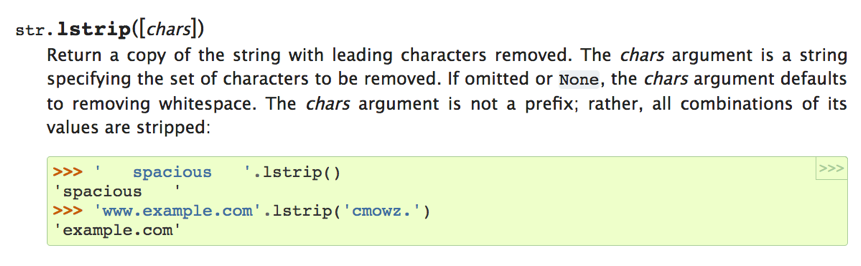 str.lstrip([chars])
Return a copy of the string with leading characters removed. The chars argument is a string
specifying the set of characters to be removed. If omitted or None, the chars argument defaults
to removing whitespace. The chars argument is not a prefix; rather, all combinations of its
values are stripped:
>>> '   spacious   '.lstrip()
>>>
'spacious   '
>>> 'www.example.com'.lstrip('cmowz.')
'example.com'